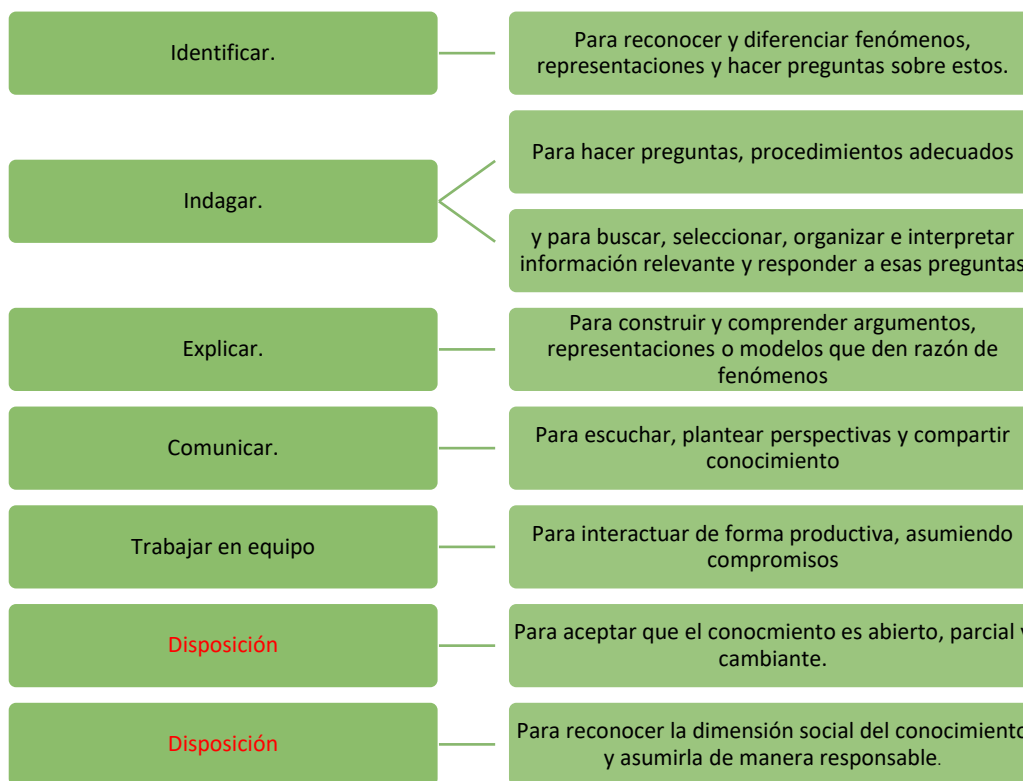 Identificar.
Para reconocer y diferenciar fenómenos,
representaciones y hacer preguntas sobre estos.
Indagar.
Para hacer preguntas, procedimientos adecuados
y para buscar, seleccionar, organizar e interpretar
información relevante y responder a esas preguntas
Explicar.
Para construir y comprender argumentos,
representaciones o modelos que den razón de
fenómenos
Comunicar.
Para escuchar, plantear perspectivas y compartir
conocimiento
Trabajar en equipo
Para interactuar de forma productiva, asumiendo
compromisos
Disposición
Para aceptar que el conocmiento es abierto, parcial y
cambiante.
Disposición
Para reconocer la dimensión social del conocimiento
y asumirla de manera responsable.